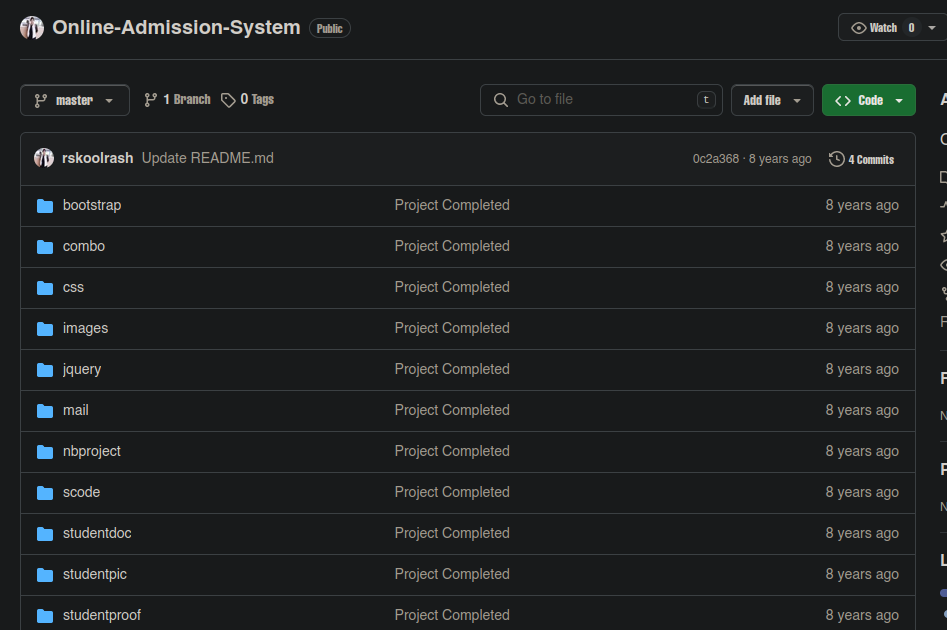 Online-Admission-System Public Watch 0
master 1 Branch 0 Tags Go to file t Add file Code
rskoolrash Update README.md 0c2a368 · 8 years ago 4 Commits
bootstrap Project Completed 8 years ago
combo Project Completed 8 years ago
css Project Completed 8 years ago
images Project Completed 8 years ago
jquery Project Completed 8 years ago
mail Project Completed 8 years ago
nbproject Project Completed 8 years ago
scode Project Completed 8 years ago
studentdoc Project Completed 8 years ago
studentpic Project Completed 8 years ago
studentproof Project Completed 8 years ago